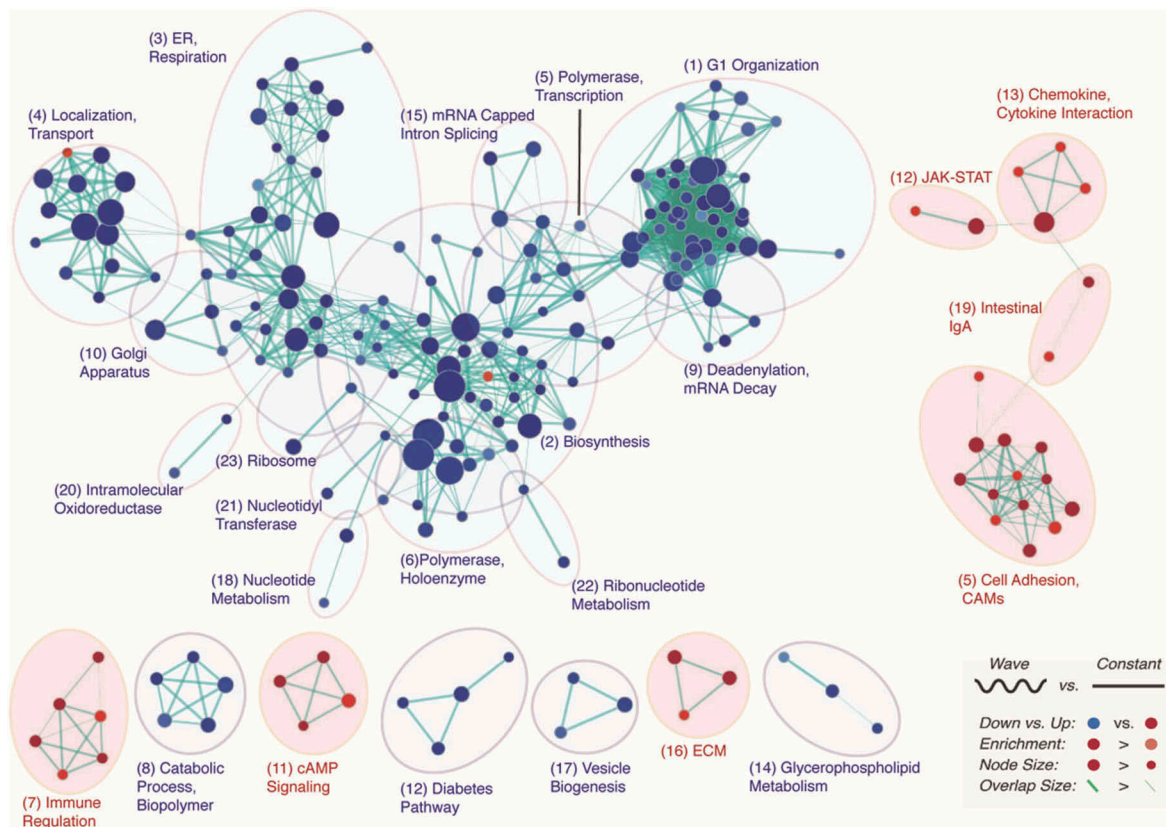 (3) ER,
Respiration
(5) Polymerase,
Transcription
(1) G1 Organization
(13) Chemokine,
Cytokine Interaction
(4) Localization,
Transport
(15) mRNA Capped
Intron Splicing
(12) JAK-STAT
(19) Intestinal
IgA
(10) Golgi
Apparatus
(9) Deadenylation,
mRNA Decay
(2) Biosynthesis
(23) Ribosome
(20) Intramolecular
Oxidoreductase
(21) Nucleotidyl
Transferase
(6)Polymerase,
Holoenzyme
(18) Nucleotide
Metabolism
(22) Ribonucleotide
Metabolism
(5) Cell Adhesion,
CAMs
(7) Immune
Regulation
(8) Catabolic
Process,
Biopolymer
(11) cAMP
Signaling
(12) Diabetes
Pathway
(17) Vesicle
Biogenesis
(16) ECM
(14) Glycerophospholipid
Metabolism
Wave Constant
vs.
Down vs. Up: vs.
Enrichment: >
Node Size: >
Overlap Size: >